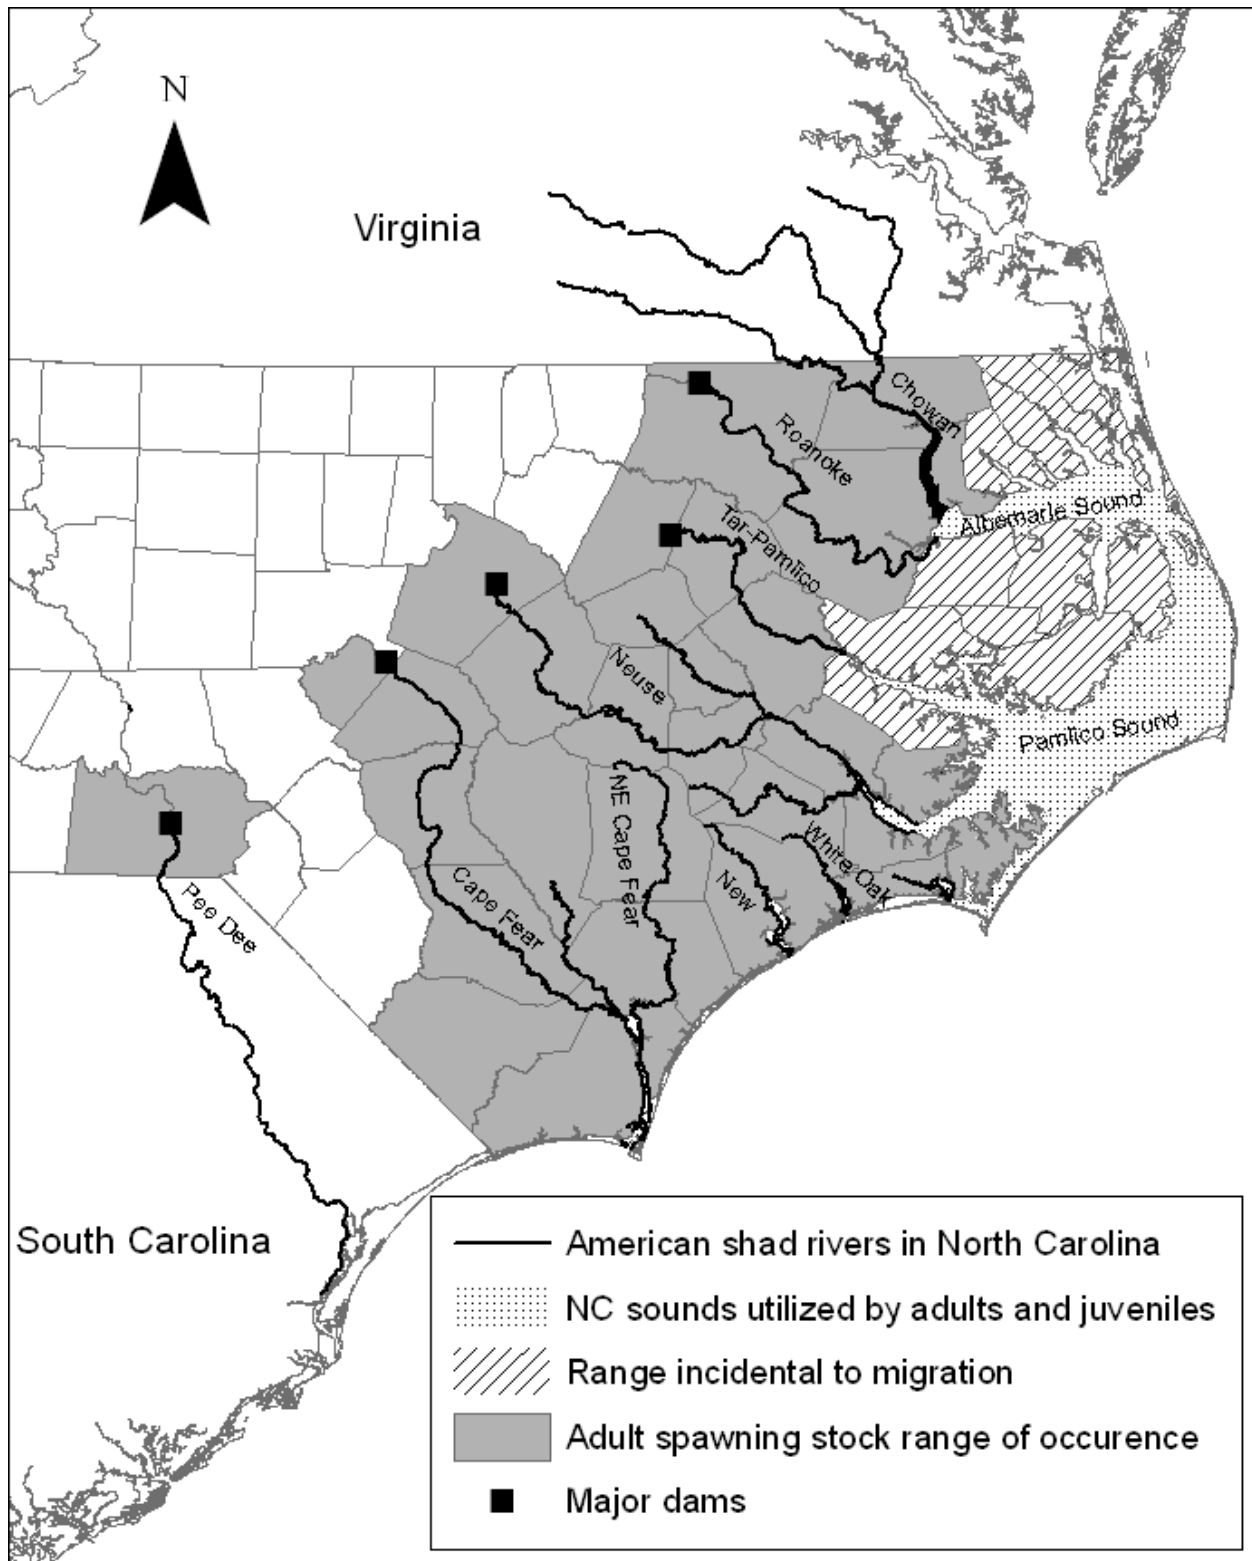 N
Virginia
Chowan
Roanoke
Albemarle Sound
Tar-Pamlico
Neuse
Pamlico Sound
NE Cape Fear
White Oak
New
Cape Fear
Pee Dee
South Carolina
American shad rivers in North Carolina
NC sounds utilized by adults and juveniles
Range incidental to migration
Adult spawning stock range of occurence
Major dams